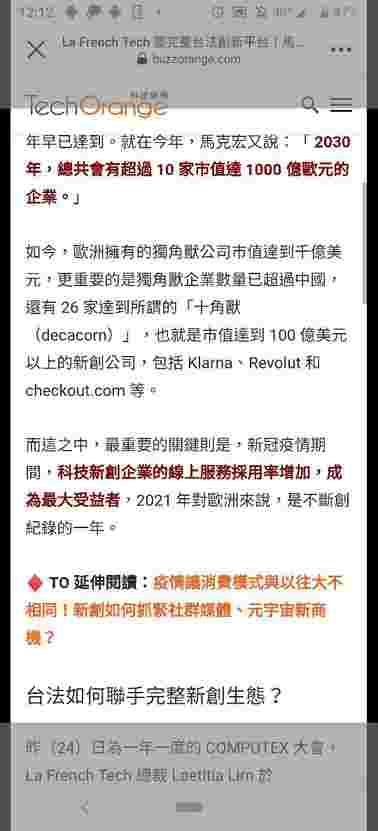 12:12
La French Tech 要完整台法創新平台！馬...
buzzorange.com
科技報橘
TechOrange
年早已達到。就在今年，馬克宏又說：「 2030
年，總共會有超過 10 家市值達 1000 億歐元的
企業。」
如今，歐洲擁有的獨角獸公司市值達到千億美
元，更重要的是獨角獸企業數量已超過中國，
還有 26 家達到所謂的「十角獸
（decacorn）」，也就是市值達到 100 億美元
以上的新創公司，包括 Klarna、Revolut 和
checkout.com 等。
而這之中，最重要的關鍵則是，新冠疫情期
間，科技新創企業的線上服務採用率增加，成
為最大受益者，2021 年對歐洲來說，是不斷創
紀錄的一年。
TO 延伸閱讀：疫情讓消費模式與以往大不
相同！新創如何抓緊社群媒體、元宇宙新商
機？
台法如何聯手完整新創生態？
昨（24）日為一年一度的 COMPUTEX 大會，
La French Tech 總裁 Laetitia Lim 於